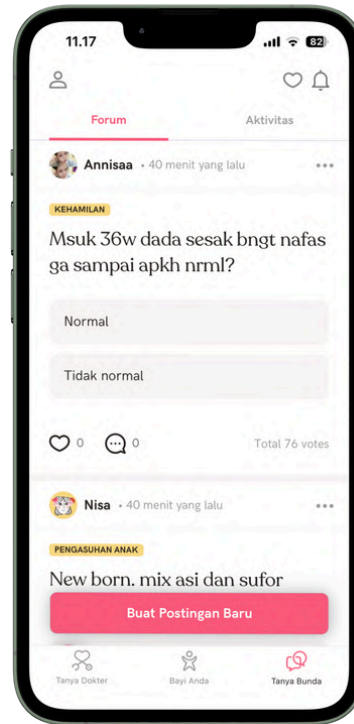 11.17
82
Forum
Aktivitas
Annisaa • 40 menit yang lalu
KEHAMILAN
Msuk 36w dada sesak bngt nafas
ga sampai apkh nrml?
Normal
Tidak normal
0 0 Total 76 votes
Nisa • 40 menit yang lalu
PENGASUHAN ANAK
New born. mix asi dan sufor
Buat Postingan Baru
Tanya Dokter
Bayi Anda
Tanya Bunda